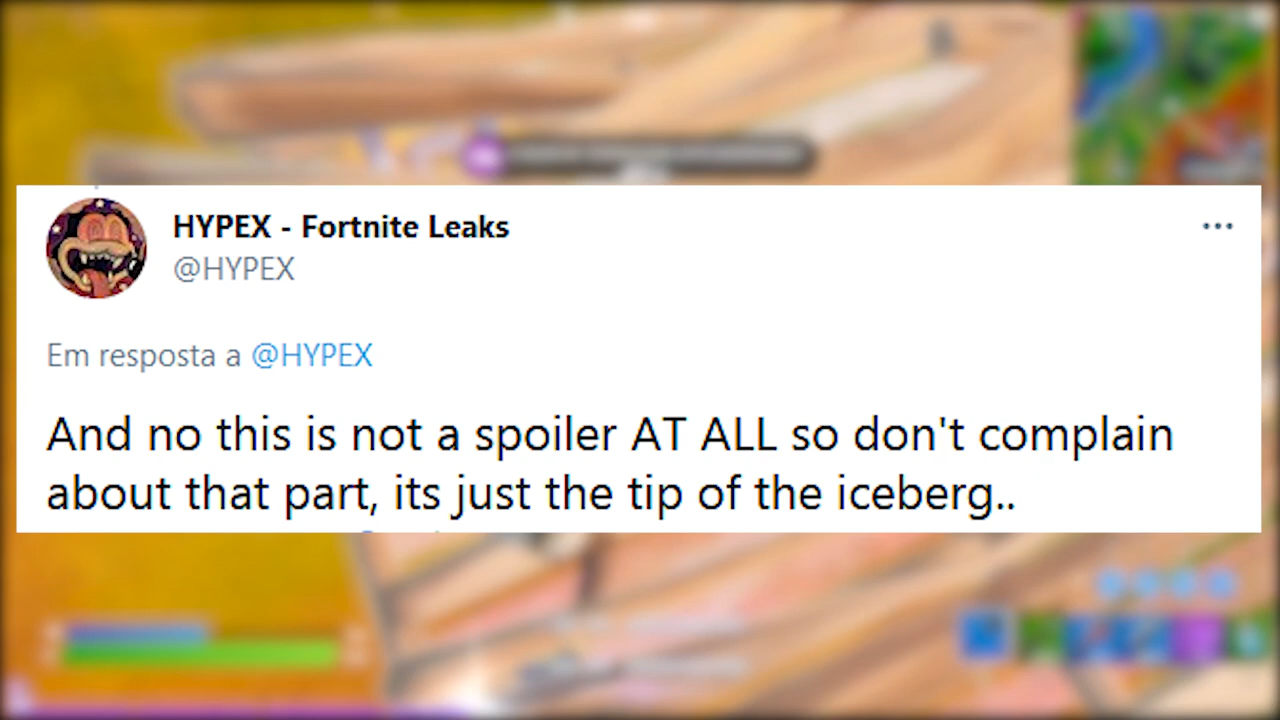 HYPEX - Fortnite Leaks
@HYPEX
Em resposta a @HYPEX
And no this is not a spoiler AT ALL so don't complain
about that part, its just the tip of the iceberg..